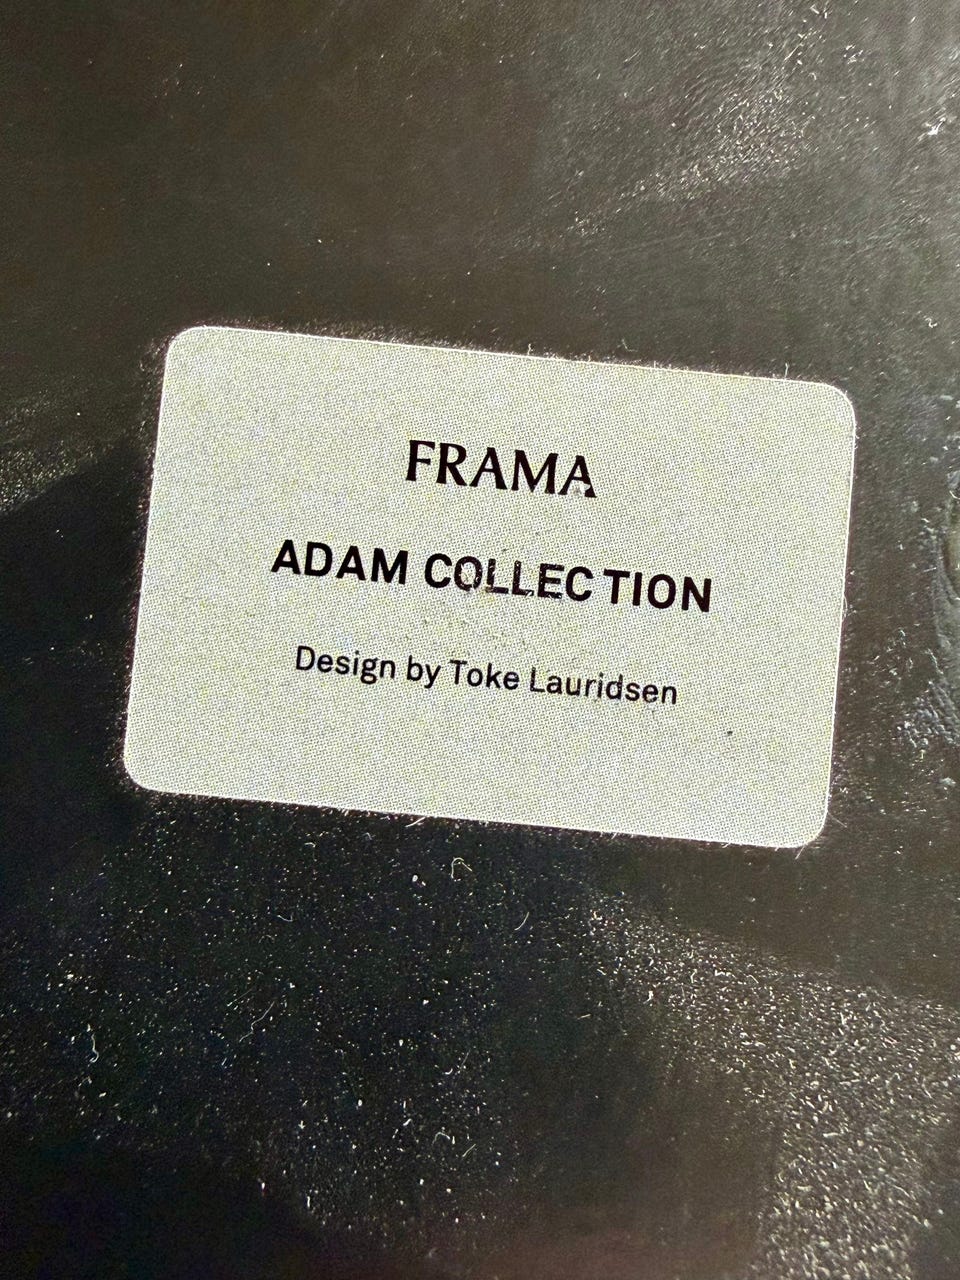 FRAMA
ADAM COLLECTION
Design by Toke Lauridsen